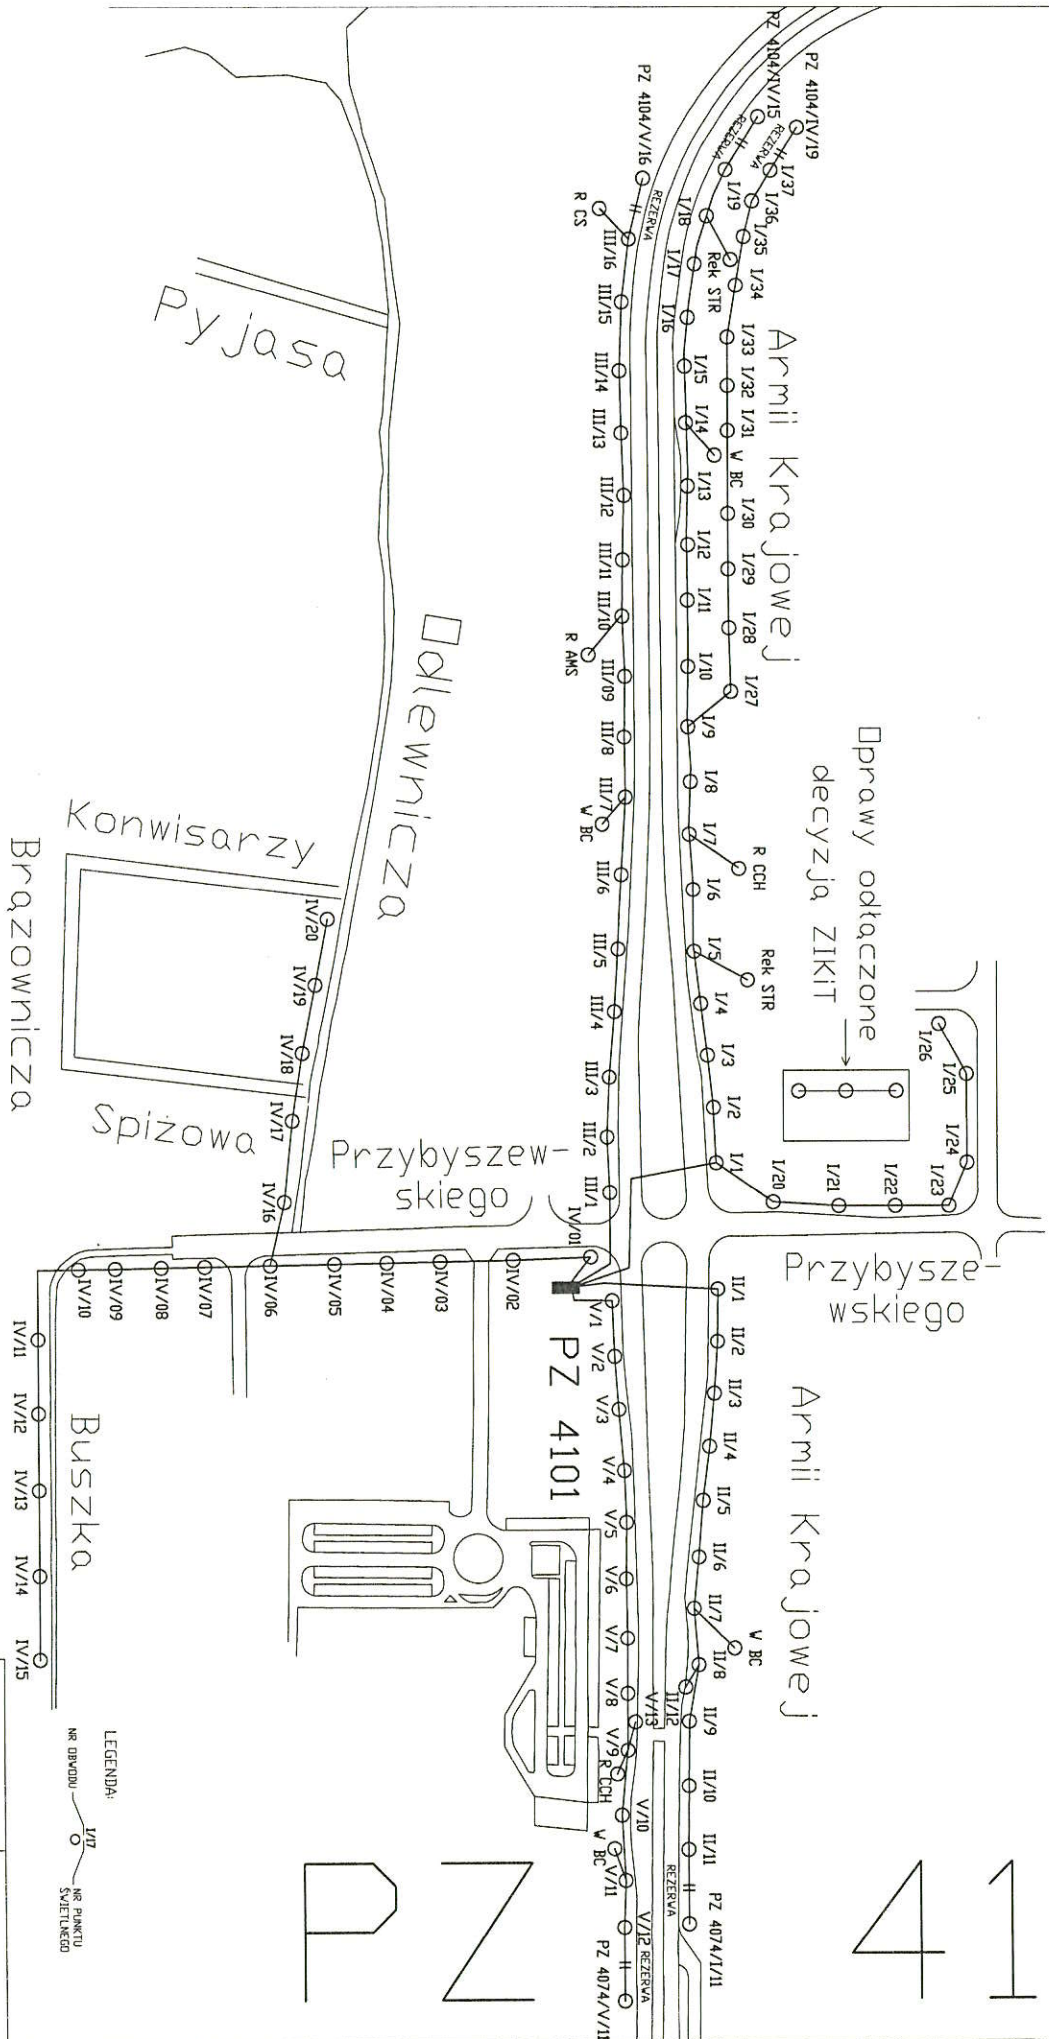 PZ 4104/IV/19
I/37
REZERWA
I/36
I/35
I/34
I/33
I/32
I/31
W BC
I/30
I/29
I/28
I/27
PZ 4104/IV/15
REZERWA
I/19
I/18
Rek STR
I/17
I/16
I/15
I/14
I/13
I/12
I/11
I/10
I/9
I/8
I/7
R CCH
I/6
I/5
Rek STR
I/4
I/3
I/2
I/1
I/20
I/21
I/22
I/23
I/24
I/25
I/26
Armii Krajowej
Oprawy odłączone
decyzją ZIKiT
Przybysze-
wskiego
Armii Krajowej
II/1
II/2
II/3
II/4
II/5
II/6
II/7
W BC
II/8
II/12
II/9
II/10
II/11
REZERWA
PZ 4074/I/11
PZ 4104/V/16
REZERWA
R CS
III/16
III/15
III/14
III/13
III/12
III/11
III/10
R AMS
III/09
III/8
III/7
W BC
III/6
III/5
III/4
III/3
III/2
III/1
V/1
V/2
V/3
V/4
V/5
V/6
V/7
V/8
V/13
V/9
R CCH
V/10
W BC
V/11
V/12
REZERWA
PZ 4074/V/11
PZ 4101
Przybyszew-
skiego
Pyjasa
Odlewnicza
Konwisarzy
Spiżowa
Brązownicza
Buszka
IV/01
IV/02
IV/03
IV/04
IV/05
IV/06
IV/07
IV/08
IV/09
IV/10
IV/11
IV/12
IV/13
IV/14
IV/15
IV/16
IV/17
IV/18
IV/19
IV/20
PZ 41
LEGENDA:
I/17
NR OBWODU
NR PUNKTU
ŚWIETLNEGO